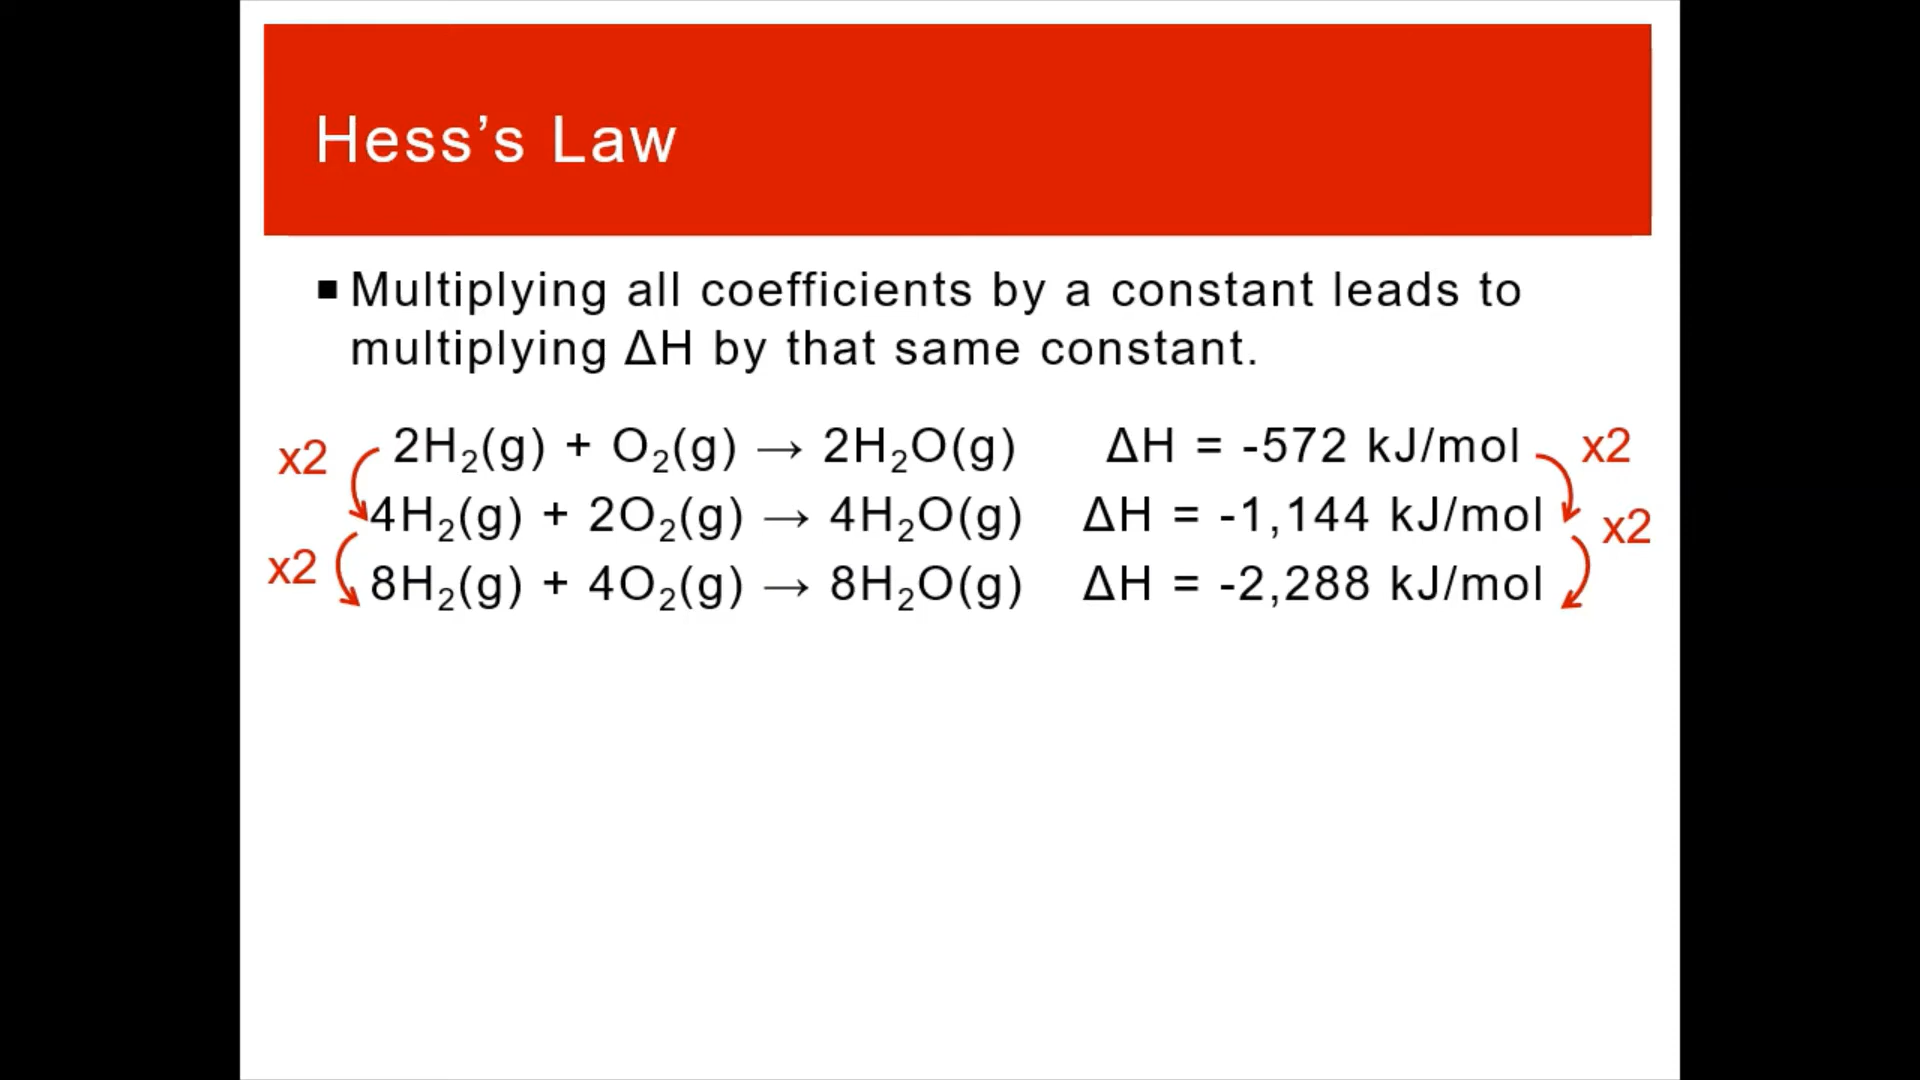 Hess’s Law
▪ Multiplying all coefficients by a constant leads to
multiplying ΔH by that same constant.
x2 2H₂(g) + O₂(g) → 2H₂O(g) ΔH = -572 kJ/mol x2
4H₂(g) + 2O₂(g) → 4H₂O(g) ΔH = -1,144 kJ/mol x2
x2 8H₂(g) + 4O₂(g) → 8H₂O(g) ΔH = -2,288 kJ/mol